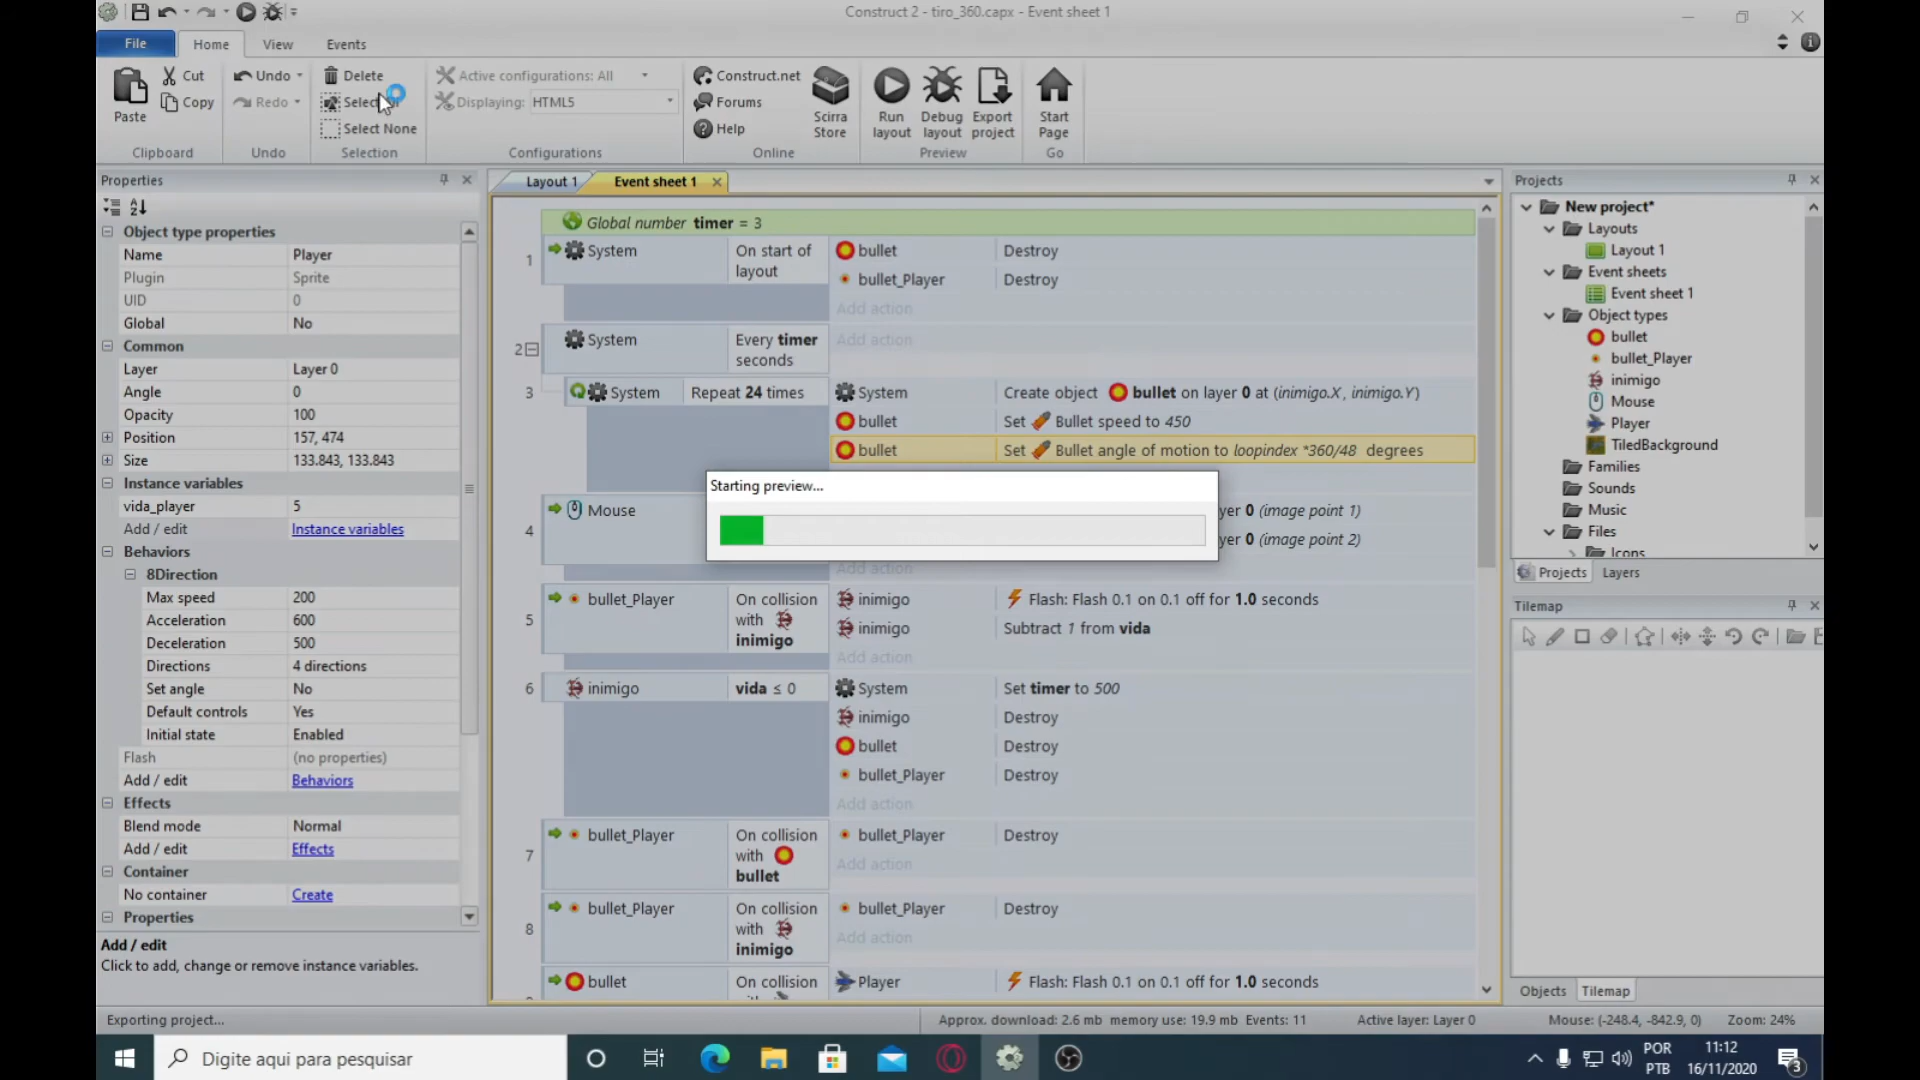 Construct 2 - tiro_360.capx - Event sheet 1
File
Home
View
Events
Paste
Cut
Copy
Clipboard
Undo
Redo
Undo
Delete
Select
Select None
Selection
Active configurations: All
Displaying:
HTML5
Configurations
Construct.net
Forums
Help
Scirra Store
Online
Run layout
Debug layout
Export project
Preview
Start Page
Go
Properties
Object type properties
Name Player
Plugin Sprite
UID 0
Global No
Common
Layer Layer 0
Angle 0
Opacity 100
Position 157, 474
Size 133.843, 133.843
Instance variables
vida_player 5
Add / edit Instance variables
Behaviors
8Direction
Max speed 200
Acceleration 600
Deceleration 500
Directions 4 directions
Set angle No
Default controls Yes
Initial state Enabled
Flash (no properties)
Add / edit Behaviors
Effects
Blend mode Normal
Add / edit Effects
Container
No container Create
Properties
Add / edit
Click to add, change or remove instance variables.
Layout 1
Event sheet 1
Global number timer = 3
1 System On start of layout bullet Destroy
bullet_Player Destroy
Add action
2 System Every timer seconds Add action
3 System Repeat 24 times System Create object bullet on layer 0 at (inimigo.X, inimigo.Y)
bullet Set Bullet speed to 450
bullet Set Bullet angle of motion to loopindex *360/48 degrees
Starting preview...
4 Mouse
yer 0 (image point 1)
yer 0 (image point 2)
Add action
5 bullet_Player On collision with inimigo inimigo Flash: Flash 0.1 on 0.1 off for 1.0 seconds
inimigo Subtract 1 from vida
Add action
6 inimigo vida ≤ 0 System Set timer to 500
inimigo Destroy
bullet Destroy
bullet_Player Destroy
Add action
7 bullet_Player On collision with bullet bullet_Player Destroy
Add action
8 bullet_Player On collision with inimigo bullet_Player Destroy
Add action
bullet On collision Player Flash: Flash 0.1 on 0.1 off for 1.0 seconds
Projects
New project*
Layouts
Layout 1
Event sheets
Event sheet 1
Object types
bullet
bullet_Player
inimigo
Mouse
Player
TiledBackground
Families
Sounds
Music
Files
Icons
Projects
Layers
Tilemap
Objects
Tilemap
Exporting project...
Approx. download: 2.6 mb memory use: 19.9 mb Events: 11
Active layer: Layer 0
Mouse: (-248.4, -842.9, 0)
Zoom: 24%
Digite aqui para pesquisar
POR
PTB
11:12
16/11/2020
3